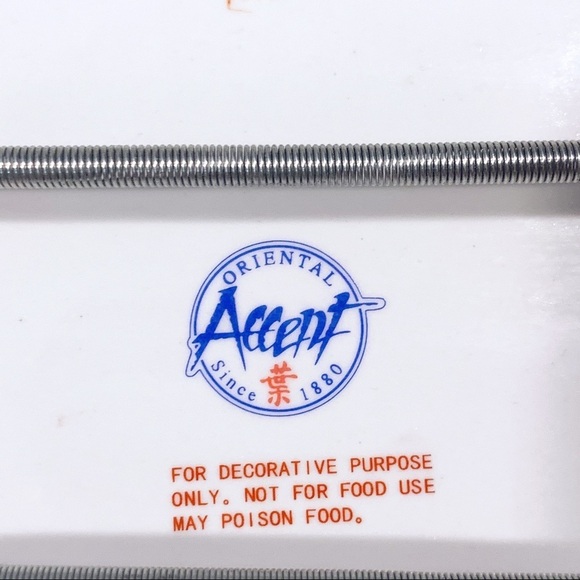 ORIENTAL
Accent
Since 葉 1880
FOR DECORATIVE PURPOSE
ONLY。 NOT FOR FOOD USE
MAY POISON FOOD。